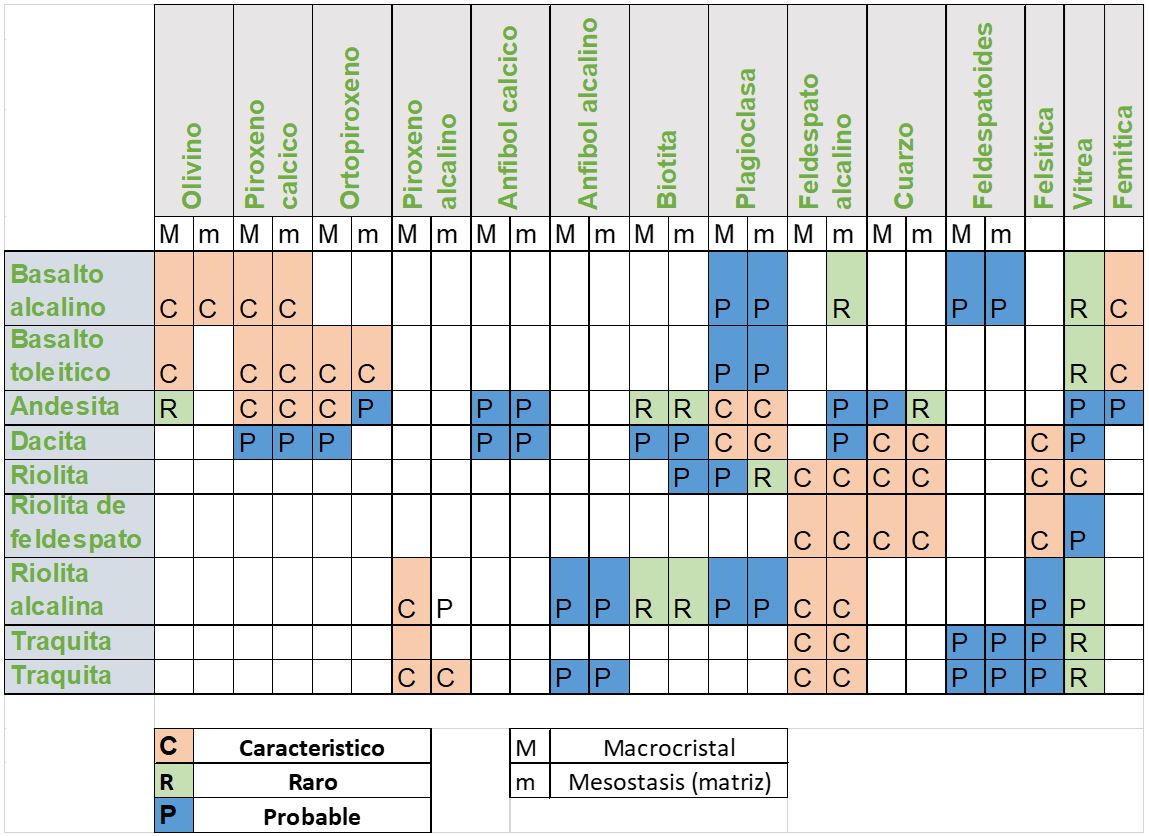 Olivino
Piroxeno
calcico
Ortopiroxeno
Piroxeno
alcalino
Anfibol calcico
Anfibol alcalino
Biotita
Plagioclasa
Feldespato
alcalino
Cuarzo
Feldespatoides
Felsitica
Vitrea
Femitica
M m M m M m M m M m M m M m M m M m M m M m
Basalto
alcalino C C C C P P R P P R C
Basalto
toleitico C C C C C P P R C
Andesita R C C C P P P R R C C P P R P P
Dacita P P P P P P P C C P C C C P
Riolita P P R C C C C C C
Riolita de
feldespato C C C C C P
Riolita
alcalina C P P P R R P P C C P P
Traquita C C P P P R
Traquita C C P P C C P P P R
C Caracteristico M Macrocristal
R Raro m Mesostasis (matriz)
P Probable